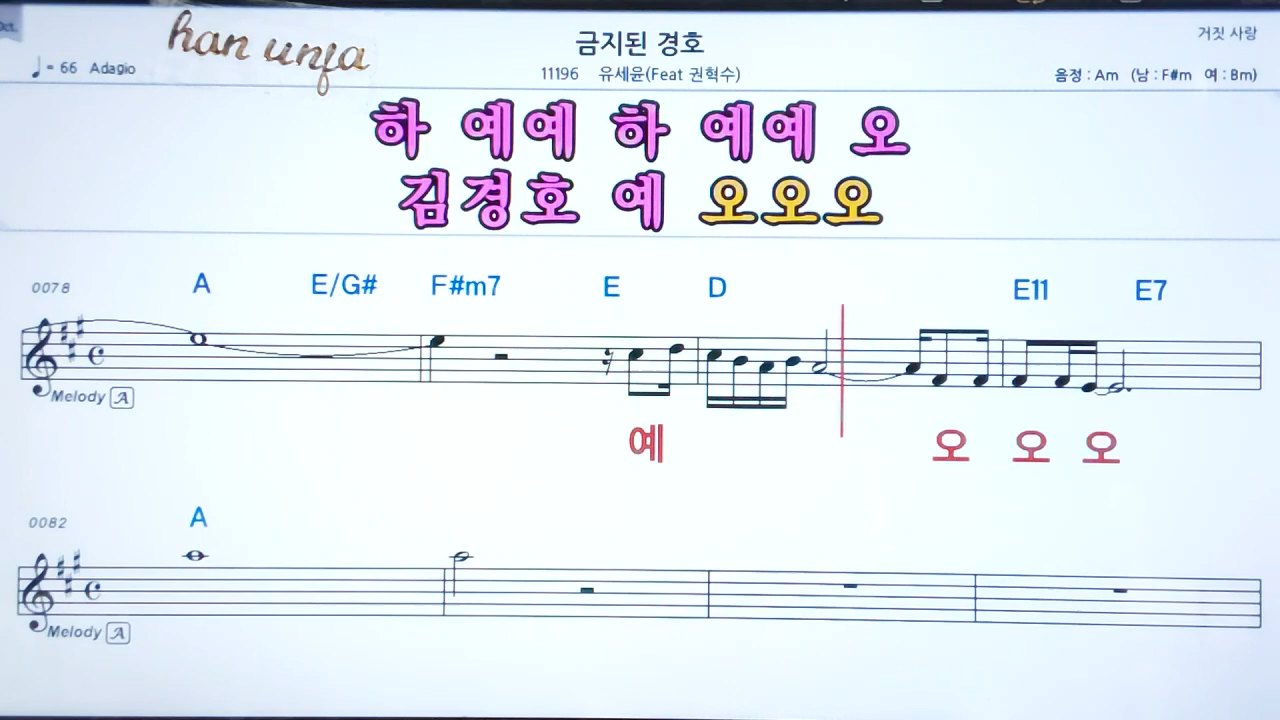 Oct.
han unja
금지된 경호
거짓 사랑
♩= 66 Adagio
11196 유세윤(Feat 권혁수)
음정 : Am (남 : F#m 여 : Bm)
하 예예 하 예예 오
김경호 예 오오오
0078 A E/G# F#m7 E D E11 E7
Melody A
예 오 오 오
0082 A
Melody A